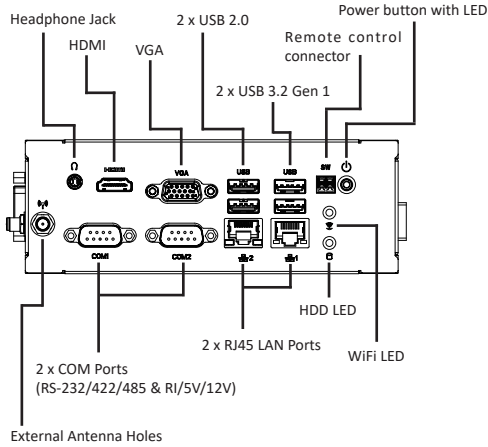 Power button with LED
Headphone Jack
2 x USB 2.0
Remote control
connector
HDMI
VGA
2 x USB 3.2 Gen 1
HDMI
VGA
USB
USB
SW
COM1
COM2
2
1
HDD LED
2 x RJ45 LAN Ports
WiFi LED
2 x COM Ports
(RS-232/422/485 & RI/5V/12V)
External Antenna Holes